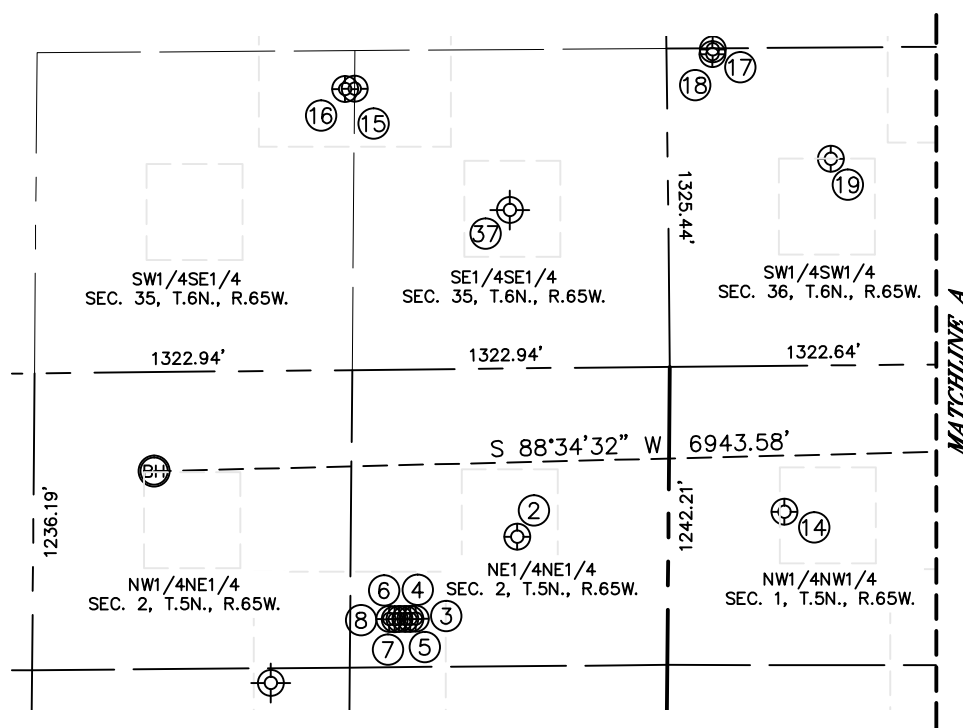 17
18
16
15
19
1325.44'
37
SW1/4SE1/4
SEC. 35, T.6N., R.65W.
SE1/4SE1/4
SEC. 35, T.6N., R.65W.
SW1/4SW1/4
SEC. 36, T.6N., R.65W.
MATCHLINE A
1322.94'
1322.94'
1322.64'
S 88°34'32" W 6943.58'
BH
1236.19'
1242.21'
2
14
NW1/4NE1/4
SEC. 2, T.5N., R.65W.
NE1/4NE1/4
SEC. 2, T.5N., R.65W.
NW1/4NW1/4
SEC. 1, T.5N., R.65W.
6
4
8
3
7
5